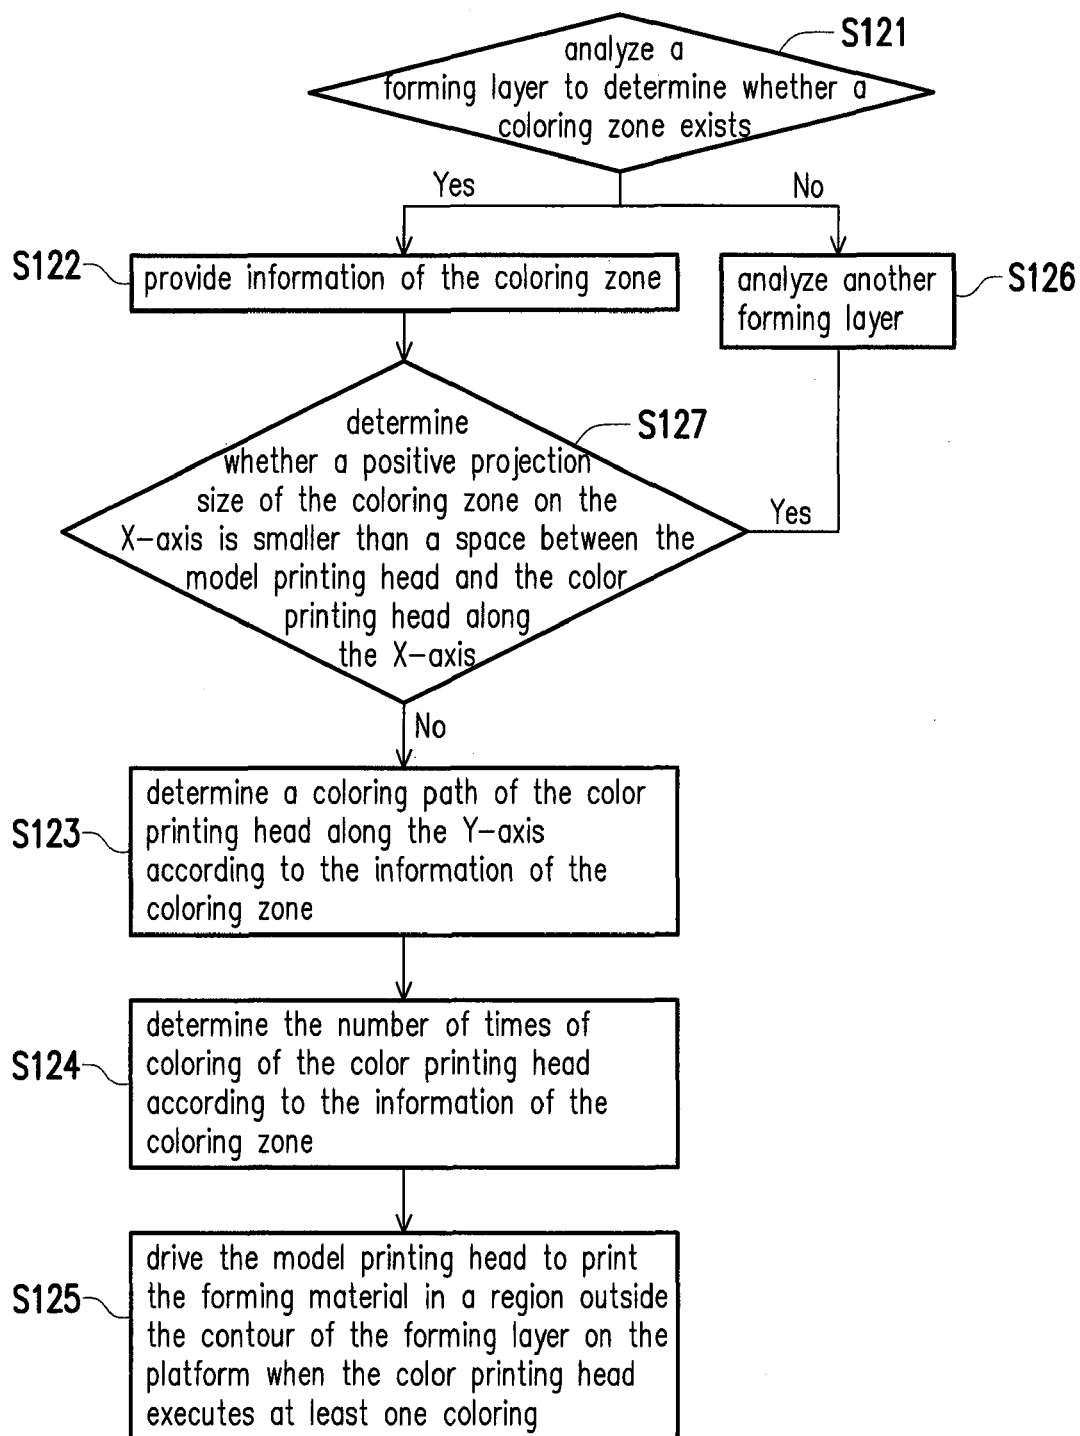 S121
analyze a
forming layer to determine whether a
coloring zone exists
Yes
No
S122
provide information of the coloring zone
analyze another
forming layer
S126
S127
determine
whether a positive projection
size of the coloring zone on the
X-axis is smaller than a space between the
model printing head and the color
printing head along
the X-axis
Yes
No
S123
determine a coloring path of the color
printing head along the Y-axis
according to the information of the
coloring zone
S124
determine the number of times of
coloring of the color printing head
according to the information of the
coloring zone
S125
drive the model printing head to print
the forming material in a region outside
the contour of the forming layer on the
platform when the color printing head
executes at least one coloring